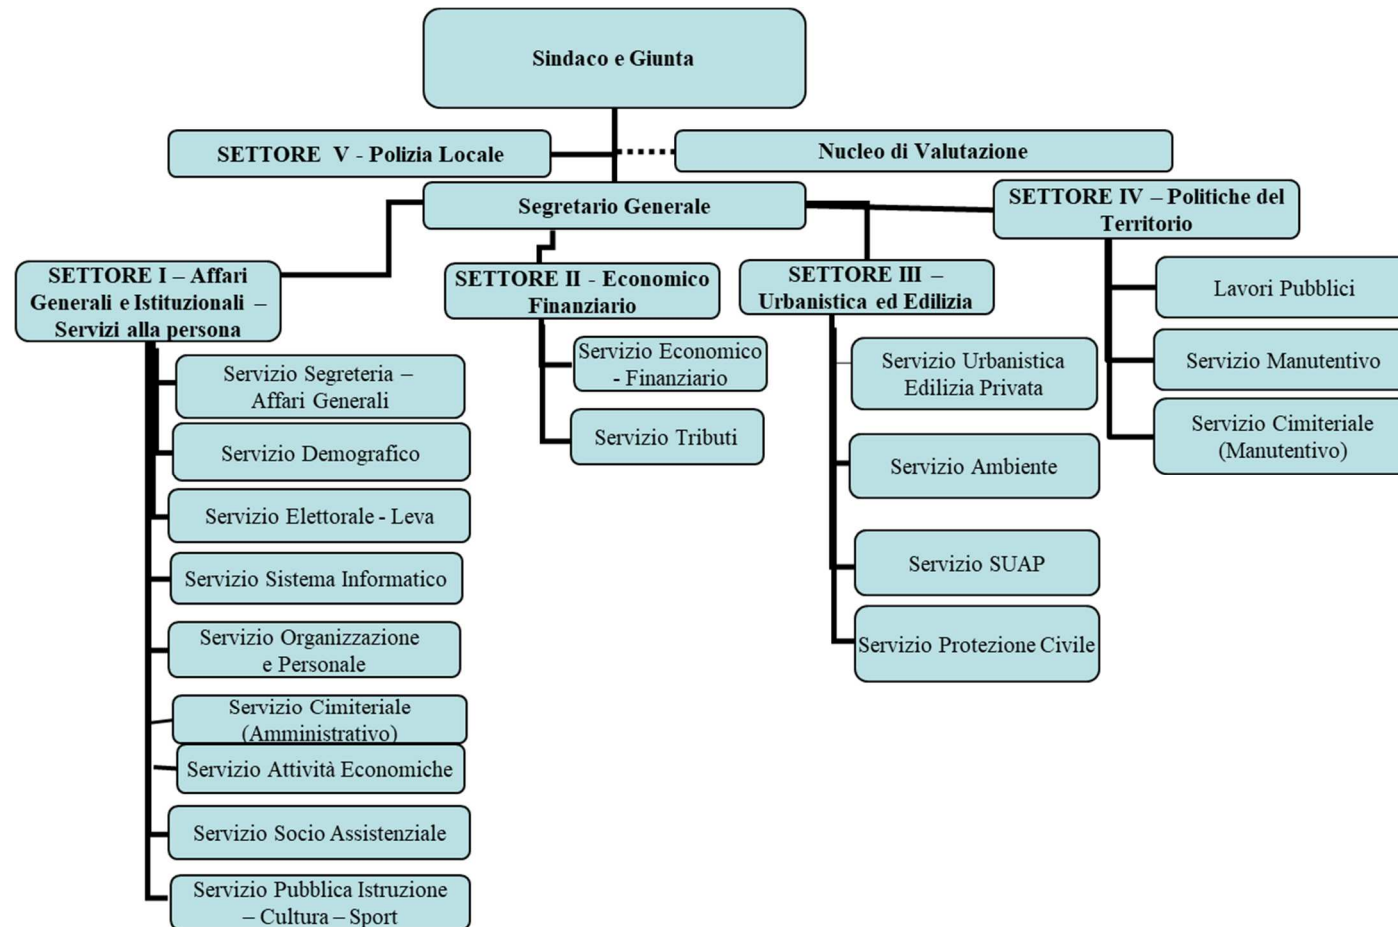 Sindaco e Giunta
SETTORE  V - Polizia Locale
Nucleo di Valutazione
Segretario Generale
SETTORE IV – Politiche del
Territorio
SETTORE I – Affari
Generali e Istituzionali –
Servizi alla persona
SETTORE II - Economico
Finanziario
SETTORE III –
Urbanistica ed Edilizia
Servizio Segreteria –
Affari Generali
Servizio Demografico
Servizio Elettorale - Leva
Servizio Sistema Informatico
Servizio Organizzazione
e Personale
Servizio Cimiteriale
(Amministrativo)
Servizio Attività Economiche
Servizio Socio Assistenziale
Servizio Pubblica Istruzione
– Cultura – Sport
Servizio Economico
- Finanziario
Servizio Tributi
Servizio Urbanistica
Edilizia Privata
Servizio Ambiente
Servizio SUAP
Servizio Protezione Civile
Lavori Pubblici
Servizio Manutentivo
Servizio Cimiteriale
(Manutentivo)